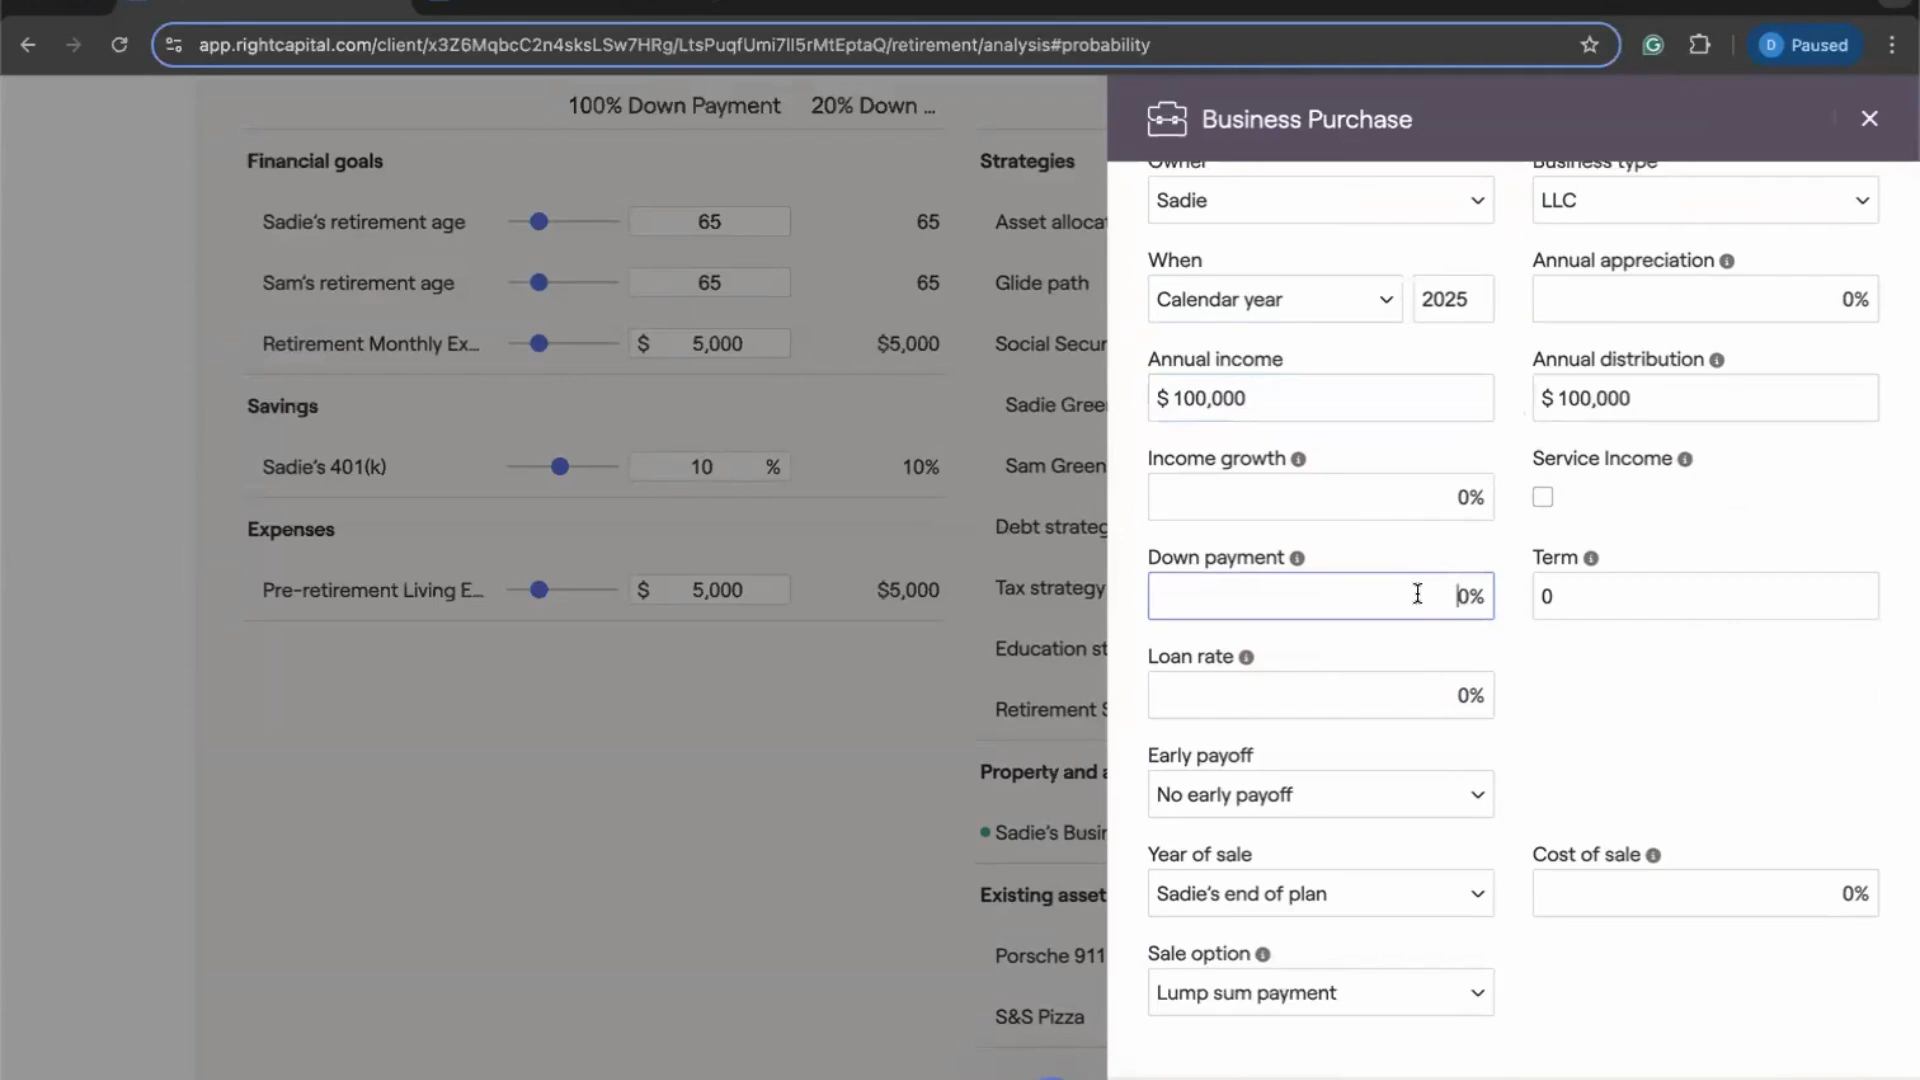 app.rightcapital.com/client/x3Z6MqbcC2n4sksLSw7HRg/LtsPuqfUmi7lI5rMtEptaQ/retirement/analysis#probability
D Paused
100% Down Payment 20% Down ...
Financial goals
Sadie's retirement age 65 65
Sam's retirement age 65 65
Retirement Monthly Ex... $ 5,000 $5,000
Savings
Sadie's 401(k) 10 % 10%
Expenses
Pre-retirement Living E... $ 5,000 $5,000
Strategies
Asset alloca
Glide path
Social Secur
Sadie Gree
Sam Green
Debt strateg
Tax strategy
Education st
Retirement S
Property and a
Sadie's Busi
Existing asset
Porsche 911
S&S Pizza
Business Purchase
Owner Business type
Sadie LLC
When Annual appreciation
Calendar year 2025 0%
Annual income Annual distribution
$ 100,000 $ 100,000
Income growth Service Income
0%
Down payment Term
0% 0
Loan rate
0%
Early payoff
No early payoff
Year of sale Cost of sale
Sadie's end of plan 0%
Sale option
Lump sum payment